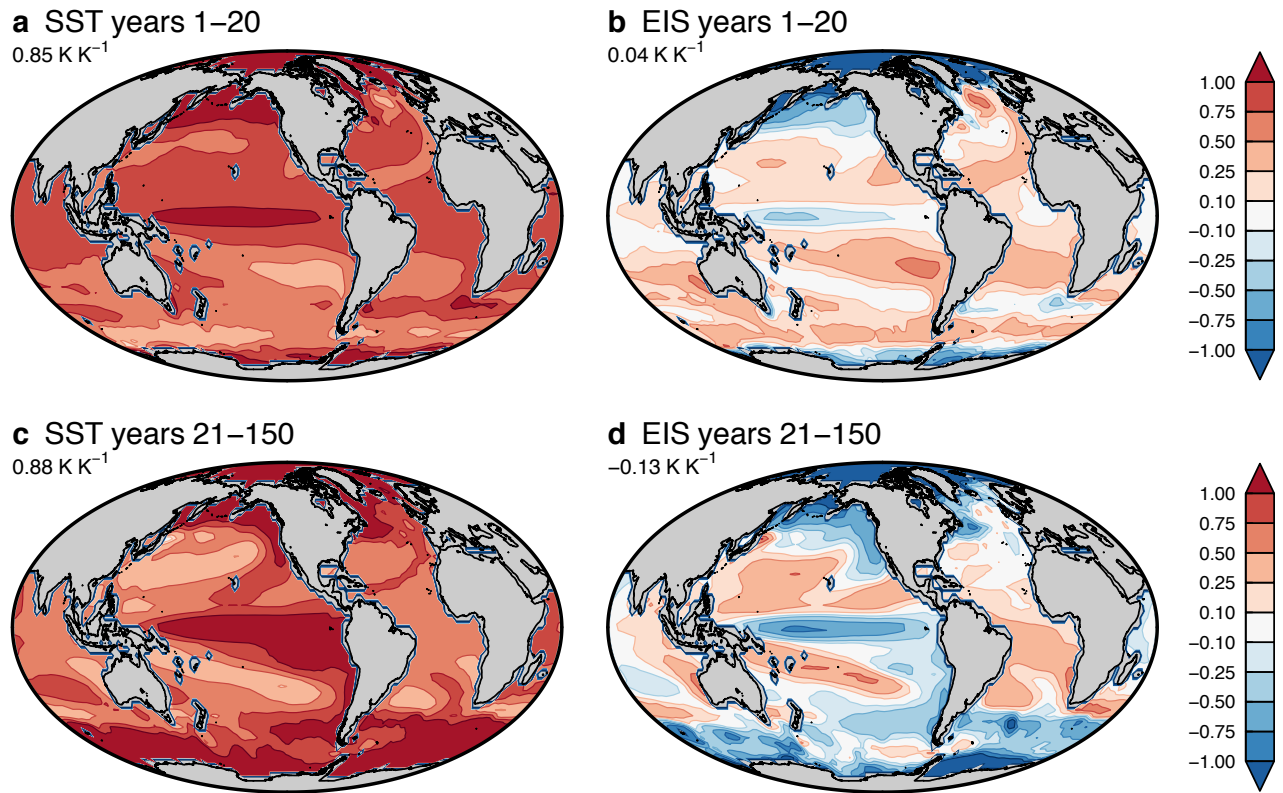 a SST years 1–20
0.85 K K⁻¹
b EIS years 1–20
0.04 K K⁻¹
1.00
0.75
0.50
0.25
0.10
−0.10
−0.25
−0.50
−0.75
−1.00
c SST years 21–150
0.88 K K⁻¹
d EIS years 21–150
−0.13 K K⁻¹
1.00
0.75
0.50
0.25
0.10
−0.10
−0.25
−0.50
−0.75
−1.00